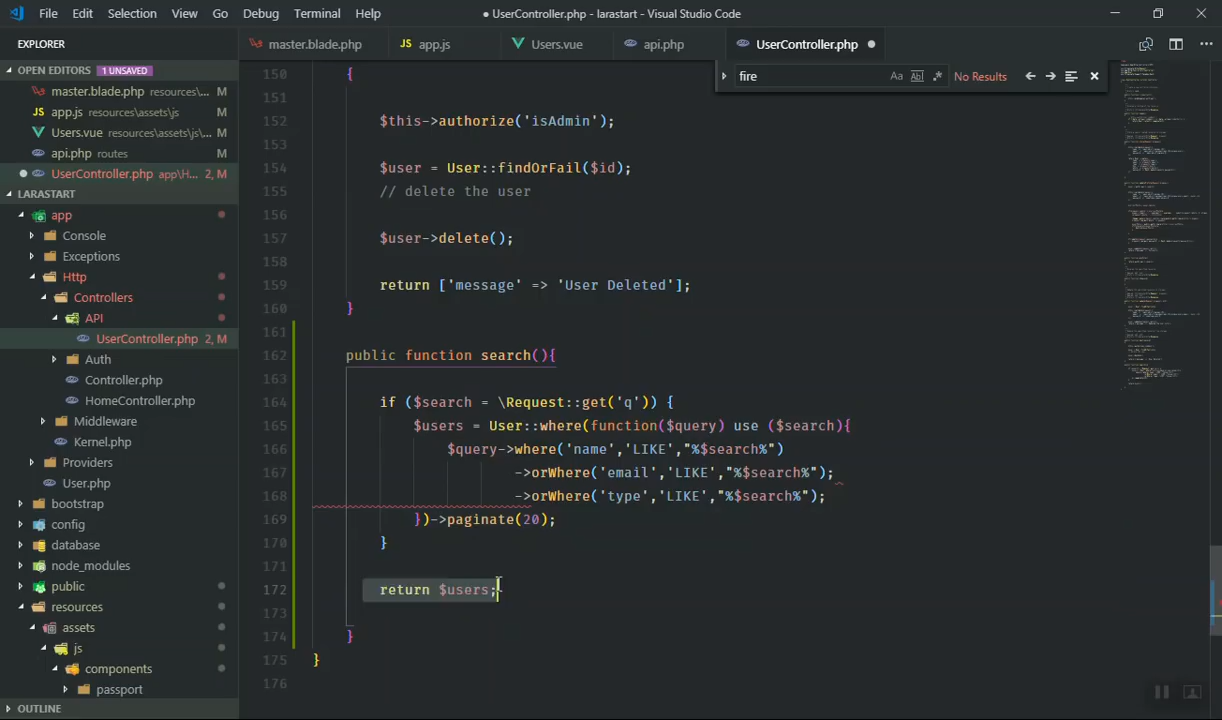 File Edit Selection View Go Debug Terminal Help
● UserController.php - larastart - Visual Studio Code
EXPLORER
master.blade.php
JS app.js
Users.vue
api.php
UserController.php ●
OPEN EDITORS 1 UNSAVED
master.blade.php resources\... M
JS app.js resources\assets\js M
Users.vue resources\assets\js\... M
api.php routes M
● UserController.php app\H... 2, M
LARASTART
app
Console
Exceptions
Http
Controllers
API
UserController.php 2, M
Auth
Controller.php
HomeController.php
Middleware
Kernel.php
Providers
User.php
bootstrap
config
database
node_modules
public
resources
assets
js
components
passport
OUTLINE
fire Aa Abl .* No Results
150 {
151
152 $this->authorize('isAdmin');
153
154 $user = User::findOrFail($id);
155 // delete the user
156
157 $user->delete();
158
159 return ['message' => 'User Deleted'];
160 }
161
162 public function search(){
163
164 if ($search = \Request::get('q')) {
165 $users = User::where(function($query) use ($search){
166 $query->where('name','LIKE',"%$search%")
167 ->orWhere('email','LIKE',"%$search%");
168 ->orWhere('type','LIKE',"%$search%");
169 })->paginate(20);
170 }
171
172 return $users;
173
174 }
175 }
176